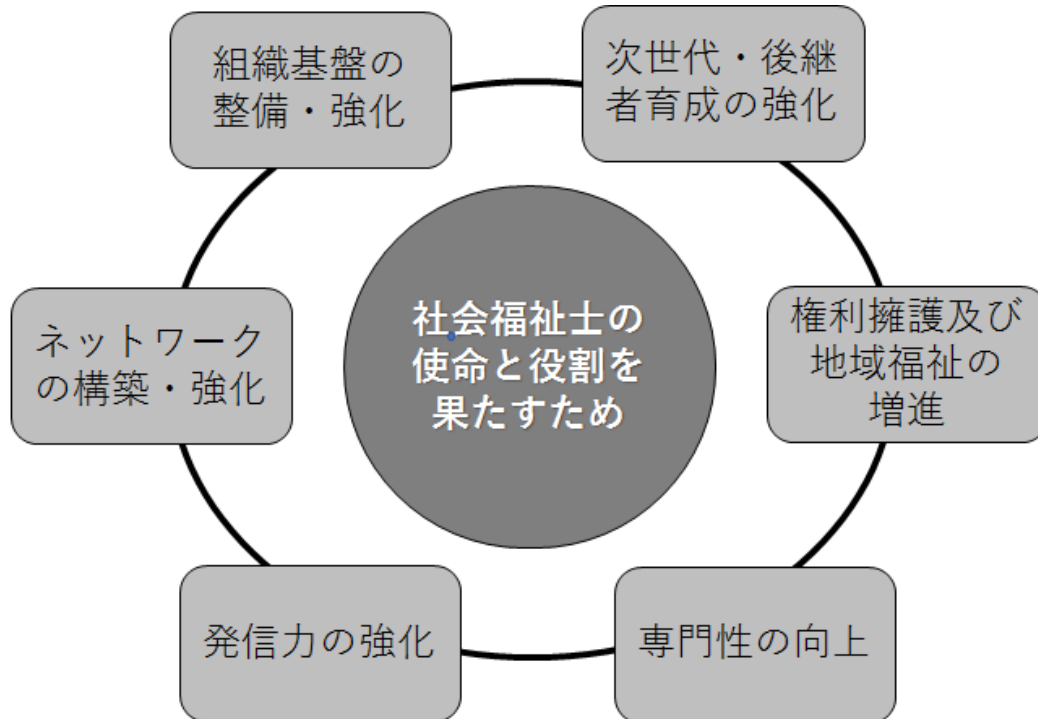 組織基盤の
整備・強化
次世代・後継
者育成の強化
ネットワーク
の構築・強化
社会福祉士の
使命と役割を
果たすため
権利擁護及び
地域福祉の
増進
発信力の強化
専門性の向上